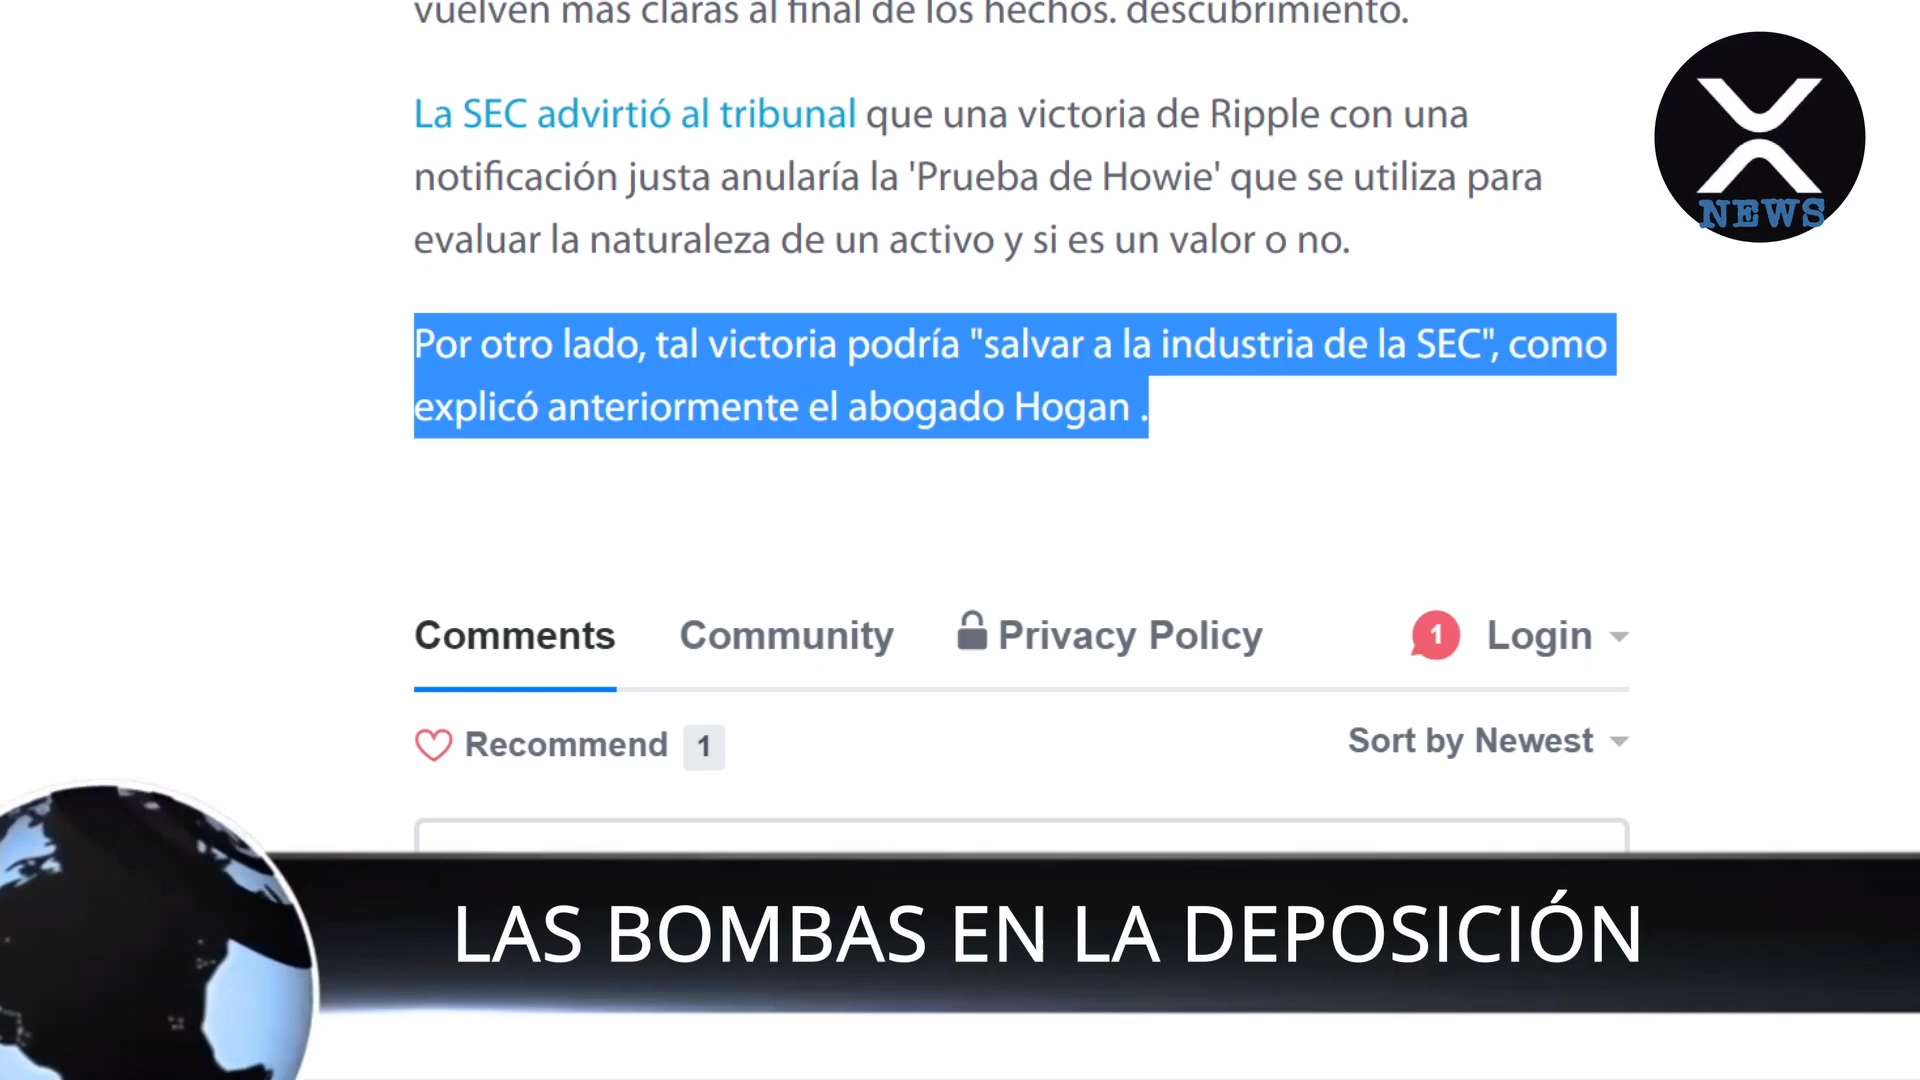 vuelven más claras al final de los hechos. descubrimiento.
La SEC advirtió al tribunal que una victoria de Ripple con una
notificación justa anularía la 'Prueba de Howie' que se utiliza para
evaluar la naturaleza de un activo y si es un valor o no.
NEWS
Por otro lado, tal victoria podría "salvar a la industria de la SEC", como
explicó anteriormente el abogado Hogan .
Comments Community Privacy Policy 1 Login
Recommend 1 Sort by Newest
LAS BOMBAS EN LA DEPOSICIÓN